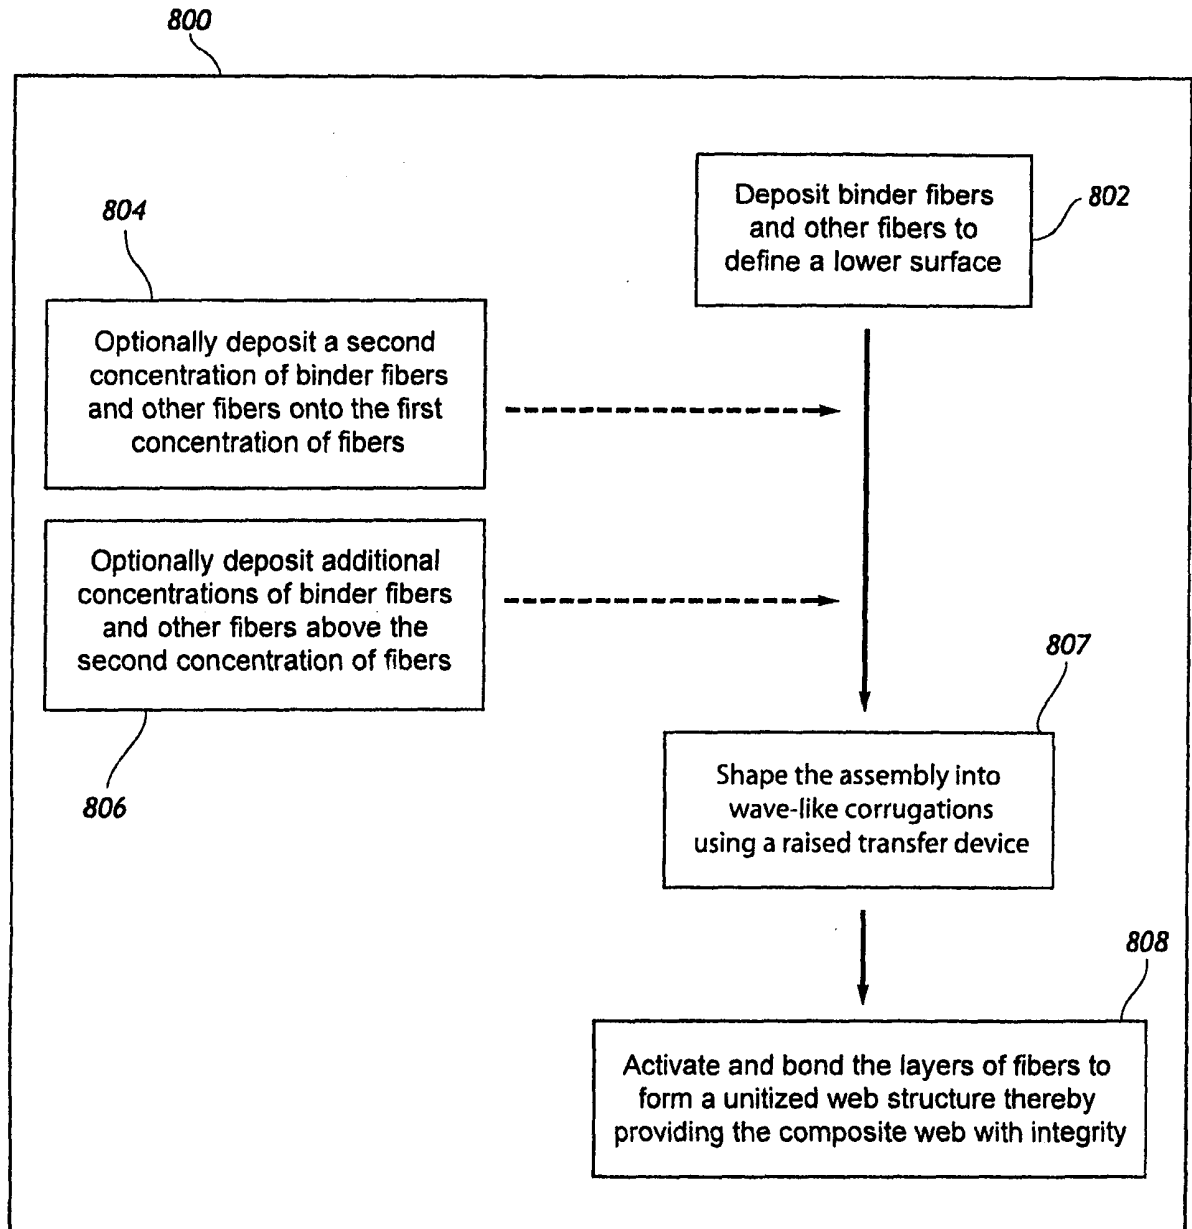 800
Deposit binder fibers
and other fibers to
define a lower surface
802
804
Optionally deposit a second
concentration of binder fibers
and other fibers onto the first
concentration of fibers
Optionally deposit additional
concentrations of binder fibers
and other fibers above the
second concentration of fibers
806
807
Shape the assembly into
wave-like corrugations
using a raised transfer device
808
Activate and bond the layers of fibers to
form a unitized web structure thereby
providing the composite web with integrity